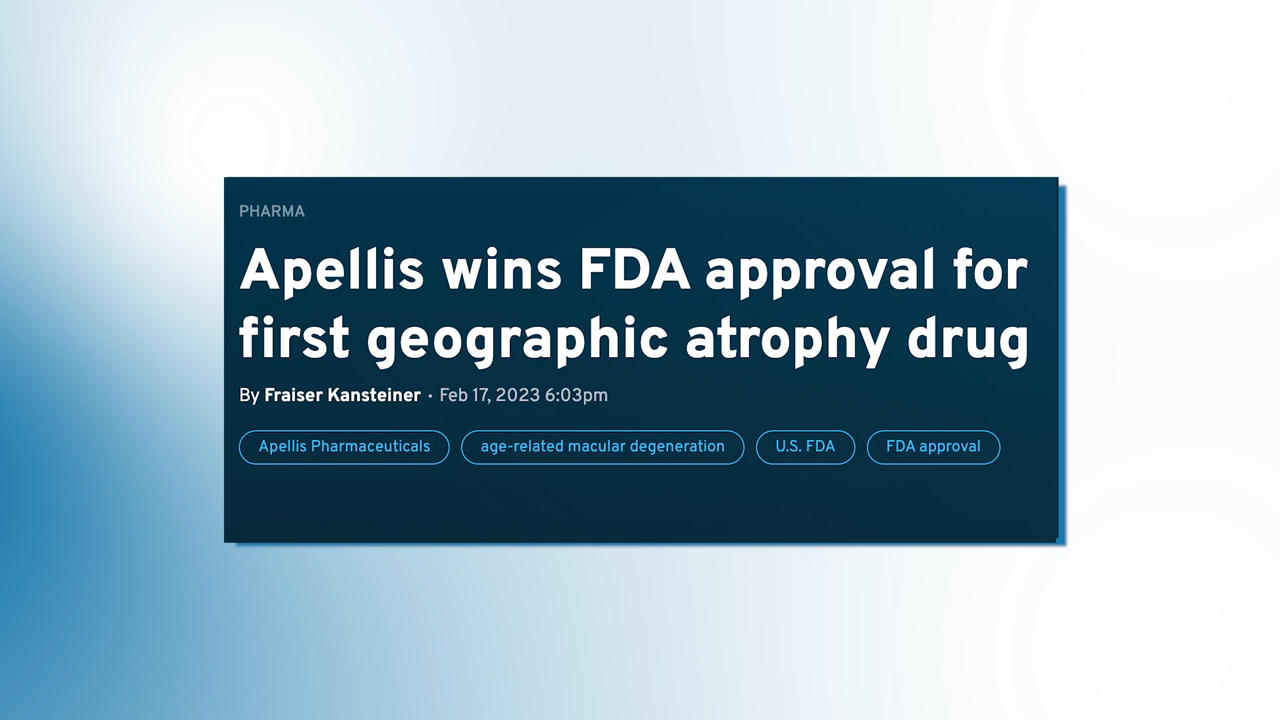 PHARMA
Apellis wins FDA approval for
first geographic atrophy drug
By Fraiser Kansteiner · Feb 17, 2023 6:03pm
Apellis Pharmaceuticals age-related macular degeneration U.S. FDA FDA approval